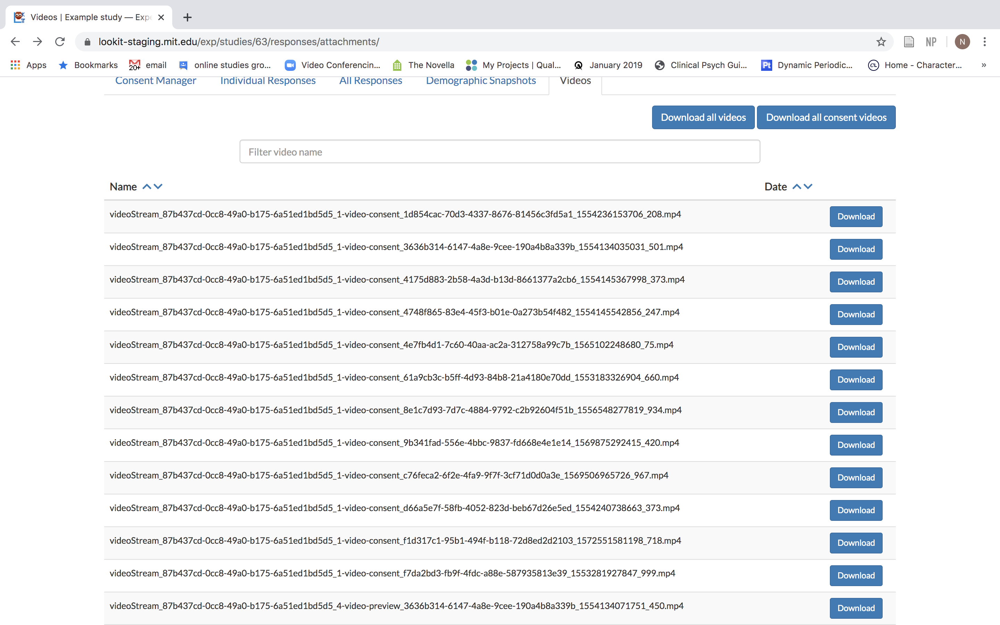 Videos | Example study — Exp
lookit-staging.mit.edu/exp/studies/63/responses/attachments/
NP
N
Apps
Bookmarks
20+
email
online studies gro...
Video Conferencin...
The Novella
My Projects | Qual...
January 2019
Clinical Psych Gui...
Pt
Dynamic Periodic...
CL
Home - Character...
»
Consent Manager
Individual Responses
All Responses
Demographic Snapshots
Videos
Download all videos
Download all consent videos
Filter video name
Name
Date
videoStream_87b437cd-0cc8-49a0-b175-6a51ed1bd5d5_1-video-consent_1d854cac-70d3-4337-8676-81456c3fd5a1_1554236153706_208.mp4
Download
videoStream_87b437cd-0cc8-49a0-b175-6a51ed1bd5d5_1-video-consent_3636b314-6147-4a8e-9cee-190a4b8a339b_1554134035031_501.mp4
Download
videoStream_87b437cd-0cc8-49a0-b175-6a51ed1bd5d5_1-video-consent_4175d883-2b58-4a3d-b13d-8661377a2cb6_1554145367998_373.mp4
Download
videoStream_87b437cd-0cc8-49a0-b175-6a51ed1bd5d5_1-video-consent_4748f865-83e4-45f3-b01e-0a273b54f482_1554145542856_247.mp4
Download
videoStream_87b437cd-0cc8-49a0-b175-6a51ed1bd5d5_1-video-consent_4e7fb4d1-7c60-40aa-ac2a-312758a99c7b_1565102248680_75.mp4
Download
videoStream_87b437cd-0cc8-49a0-b175-6a51ed1bd5d5_1-video-consent_61a9cb3c-b5ff-4d93-84b8-21a4180e70dd_1553183326904_660.mp4
Download
videoStream_87b437cd-0cc8-49a0-b175-6a51ed1bd5d5_1-video-consent_8e1c7d93-7d7c-4884-9792-c2b92604f51b_1556548277819_934.mp4
Download
videoStream_87b437cd-0cc8-49a0-b175-6a51ed1bd5d5_1-video-consent_9b341fad-556e-4bbc-9837-fd668e4e1e14_1569875292415_420.mp4
Download
videoStream_87b437cd-0cc8-49a0-b175-6a51ed1bd5d5_1-video-consent_c76feca2-6f2e-4fa9-9f7f-3cf71d0d0a3e_1569506965726_967.mp4
Download
videoStream_87b437cd-0cc8-49a0-b175-6a51ed1bd5d5_1-video-consent_d66a5e7f-58fb-4052-823d-beb67d26e5ed_1554240738663_373.mp4
Download
videoStream_87b437cd-0cc8-49a0-b175-6a51ed1bd5d5_1-video-consent_f1d317c1-95b1-494f-b118-72d8ed2d2103_1572551581198_718.mp4
Download
videoStream_87b437cd-0cc8-49a0-b175-6a51ed1bd5d5_1-video-consent_f7da2bd3-fb9f-4fdc-a88e-587935813e39_1553281927847_999.mp4
Download
videoStream_87b437cd-0cc8-49a0-b175-6a51ed1bd5d5_4-video-preview_3636b314-6147-4a8e-9cee-190a4b8a339b_1554134071751_450.mp4
Download